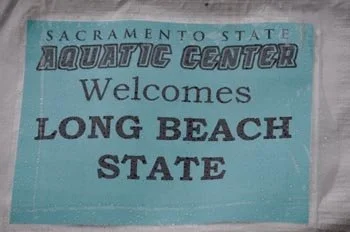 SACRAMENTO STATE
AQUATIC CENTER
Welcomes
LONG BEACH
STATE